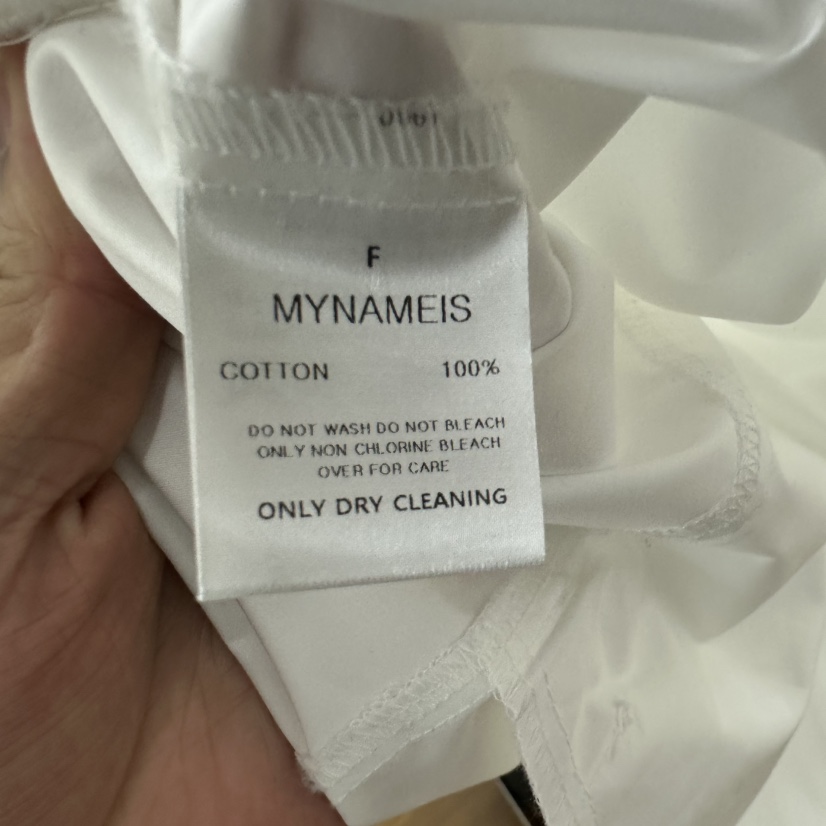 F
MYNAMEIS
COTTON 100%
DO NOT WASH DO NOT BLEACH
ONLY NON CHLORINE BLEACH
OVER FOR CARE
ONLY DRY CLEANING